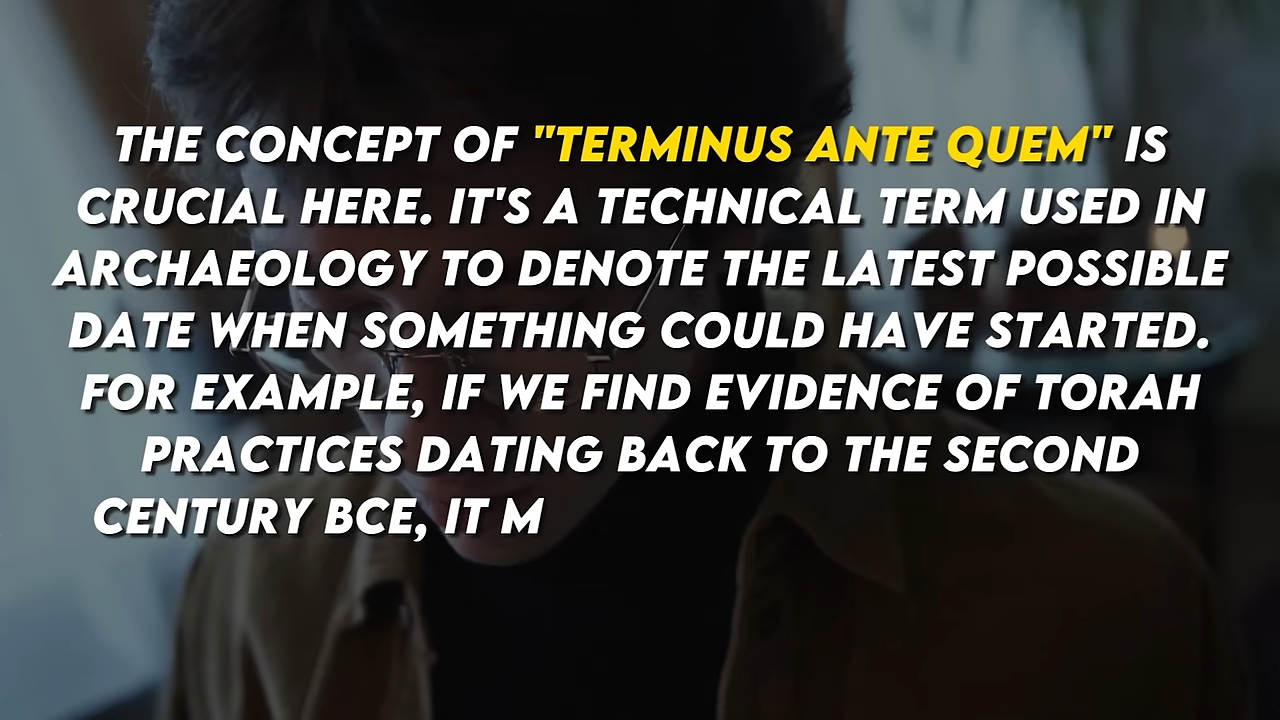 THE CONCEPT OF "TERMINUS ANTE QUEM" IS
CRUCIAL HERE. IT'S A TECHNICAL TERM USED IN
ARCHAEOLOGY TO DENOTE THE LATEST POSSIBLE
DATE WHEN SOMETHING COULD HAVE STARTED.
FOR EXAMPLE, IF WE FIND EVIDENCE OF TORAH
PRACTICES DATING BACK TO THE SECOND
CENTURY BCE, IT M